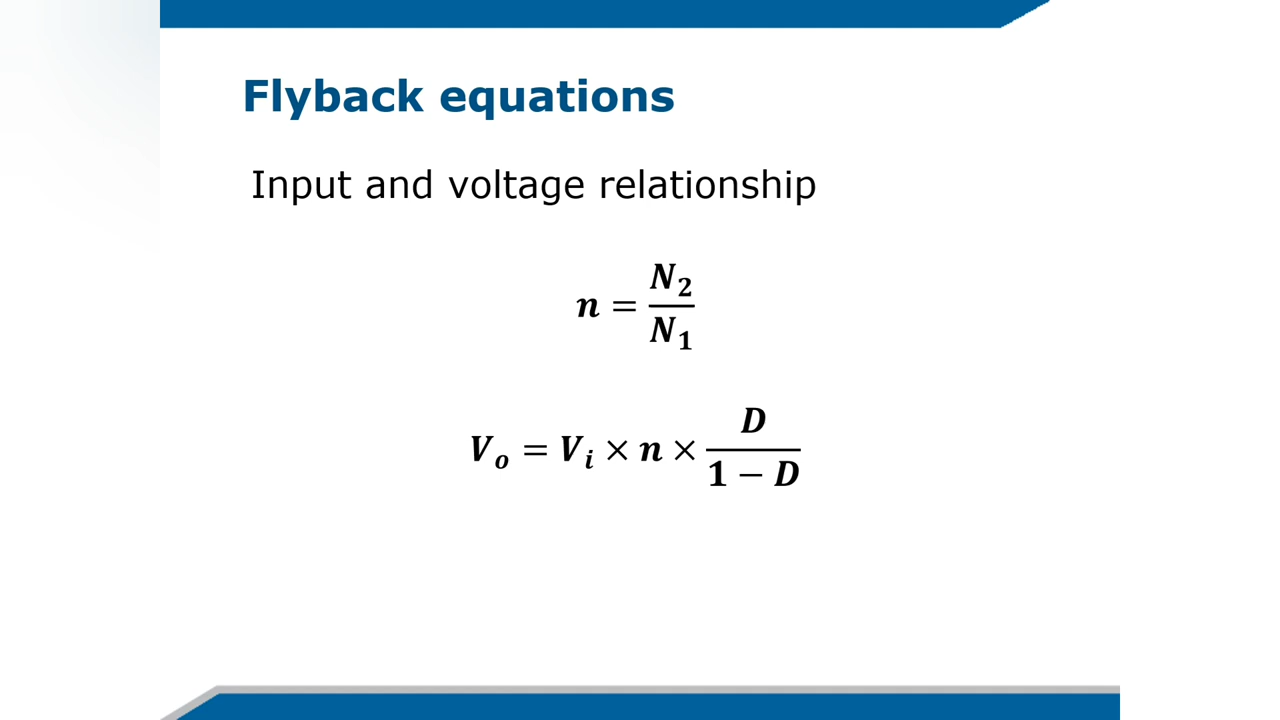 Flyback equations
Input and voltage relationship
n = N₂/N₁
Vₒ = Vᵢ × n × D/(1 − D)